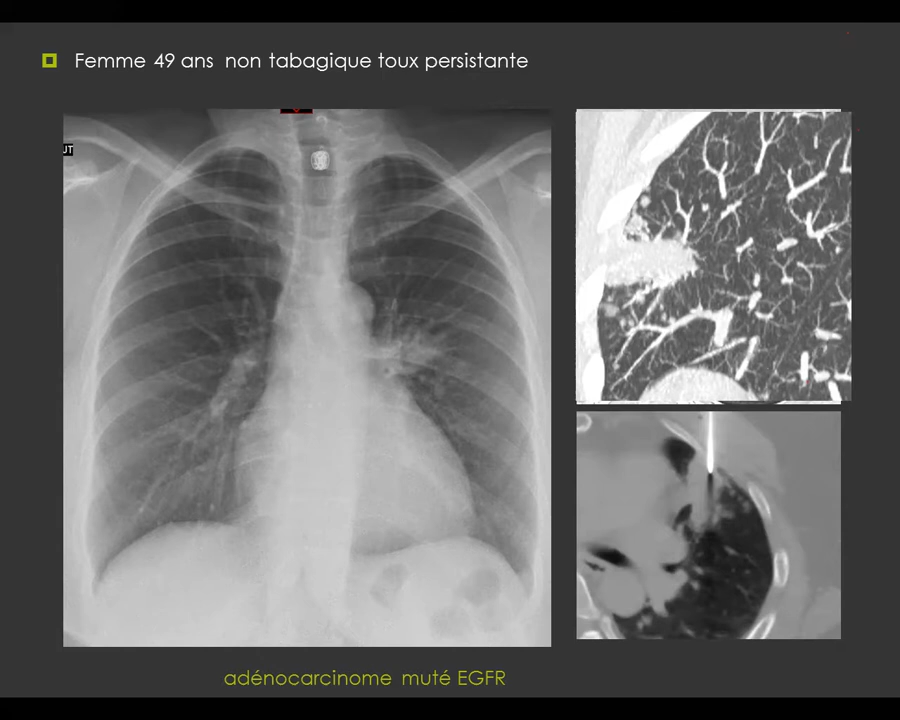 Femme 49 ans non tabagique toux persistante
adénocarcinome muté EGFR